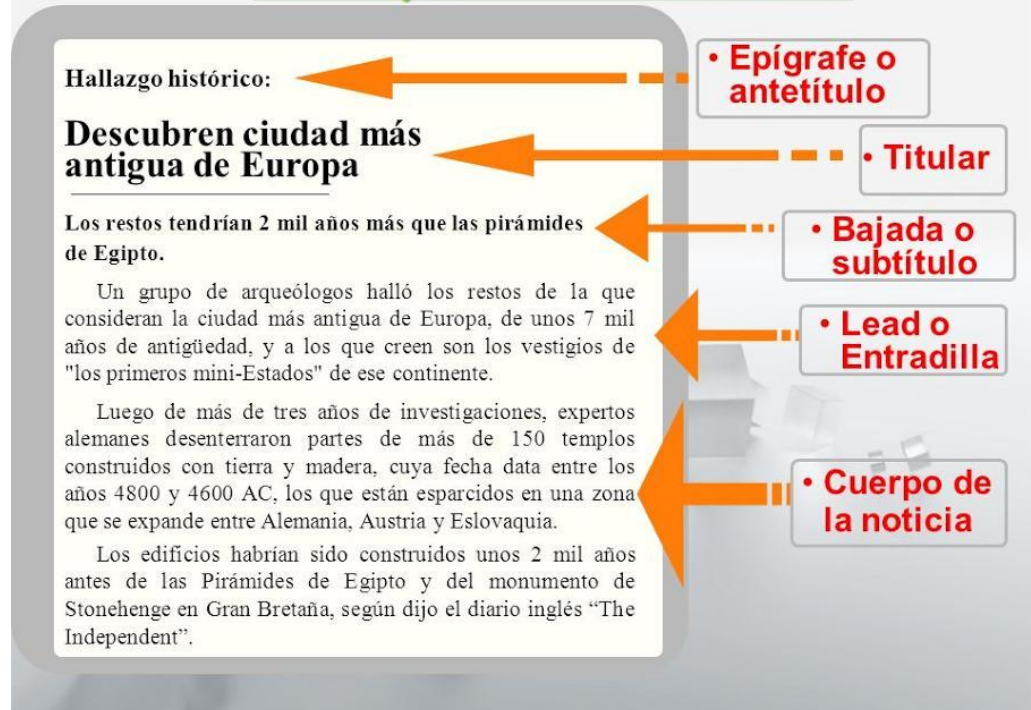 Hallazgo histórico:
Descubren ciudad más
antigua de Europa
Los restos tendrían 2 mil años más que las pirámides
de Egipto.
Un grupo de arqueólogos halló los restos de la que
consideran la ciudad más antigua de Europa, de unos 7 mil
años de antigüedad, y a los que creen son los vestigios de
"los primeros mini-Estados" de ese continente.
Luego de más de tres años de investigaciones, expertos
alemanes desenterraron partes de más de 150 templos
construidos con tierra y madera, cuya fecha data entre los
años 4800 y 4600 AC, los que están esparcidos en una zona
que se expande entre Alemania, Austria y Eslovaquia.
Los edificios habrían sido construidos unos 2 mil años
antes de las Pirámides de Egipto y del monumento de
Stonehenge en Gran Bretaña, según dijo el diario inglés “The
Independent”.
• Epígrafe o
antetítulo
• Titular
• Bajada o
subtítulo
• Lead o
Entradilla
• Cuerpo de
la noticia